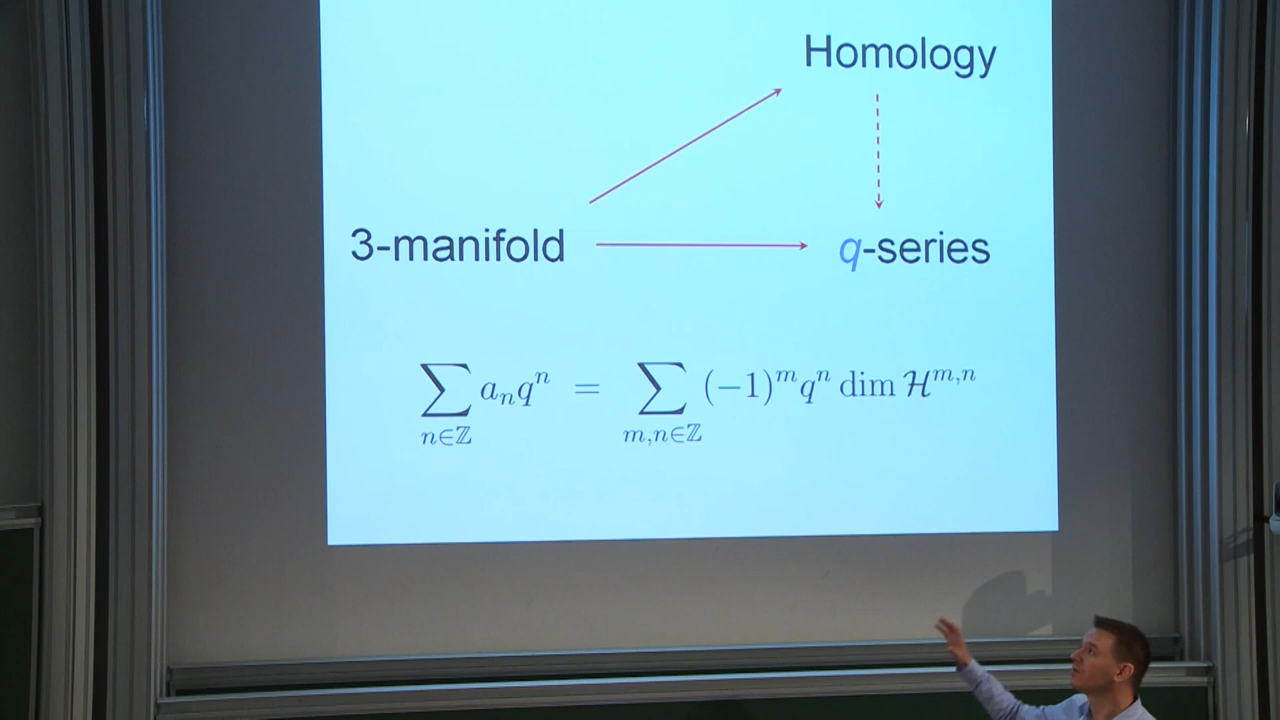 Homology
3-manifold
q-series
∑_{n∈ℤ} a_n q^n = ∑_{m,n∈ℤ} (−1)^m q^n dim ℋ^{m,n}